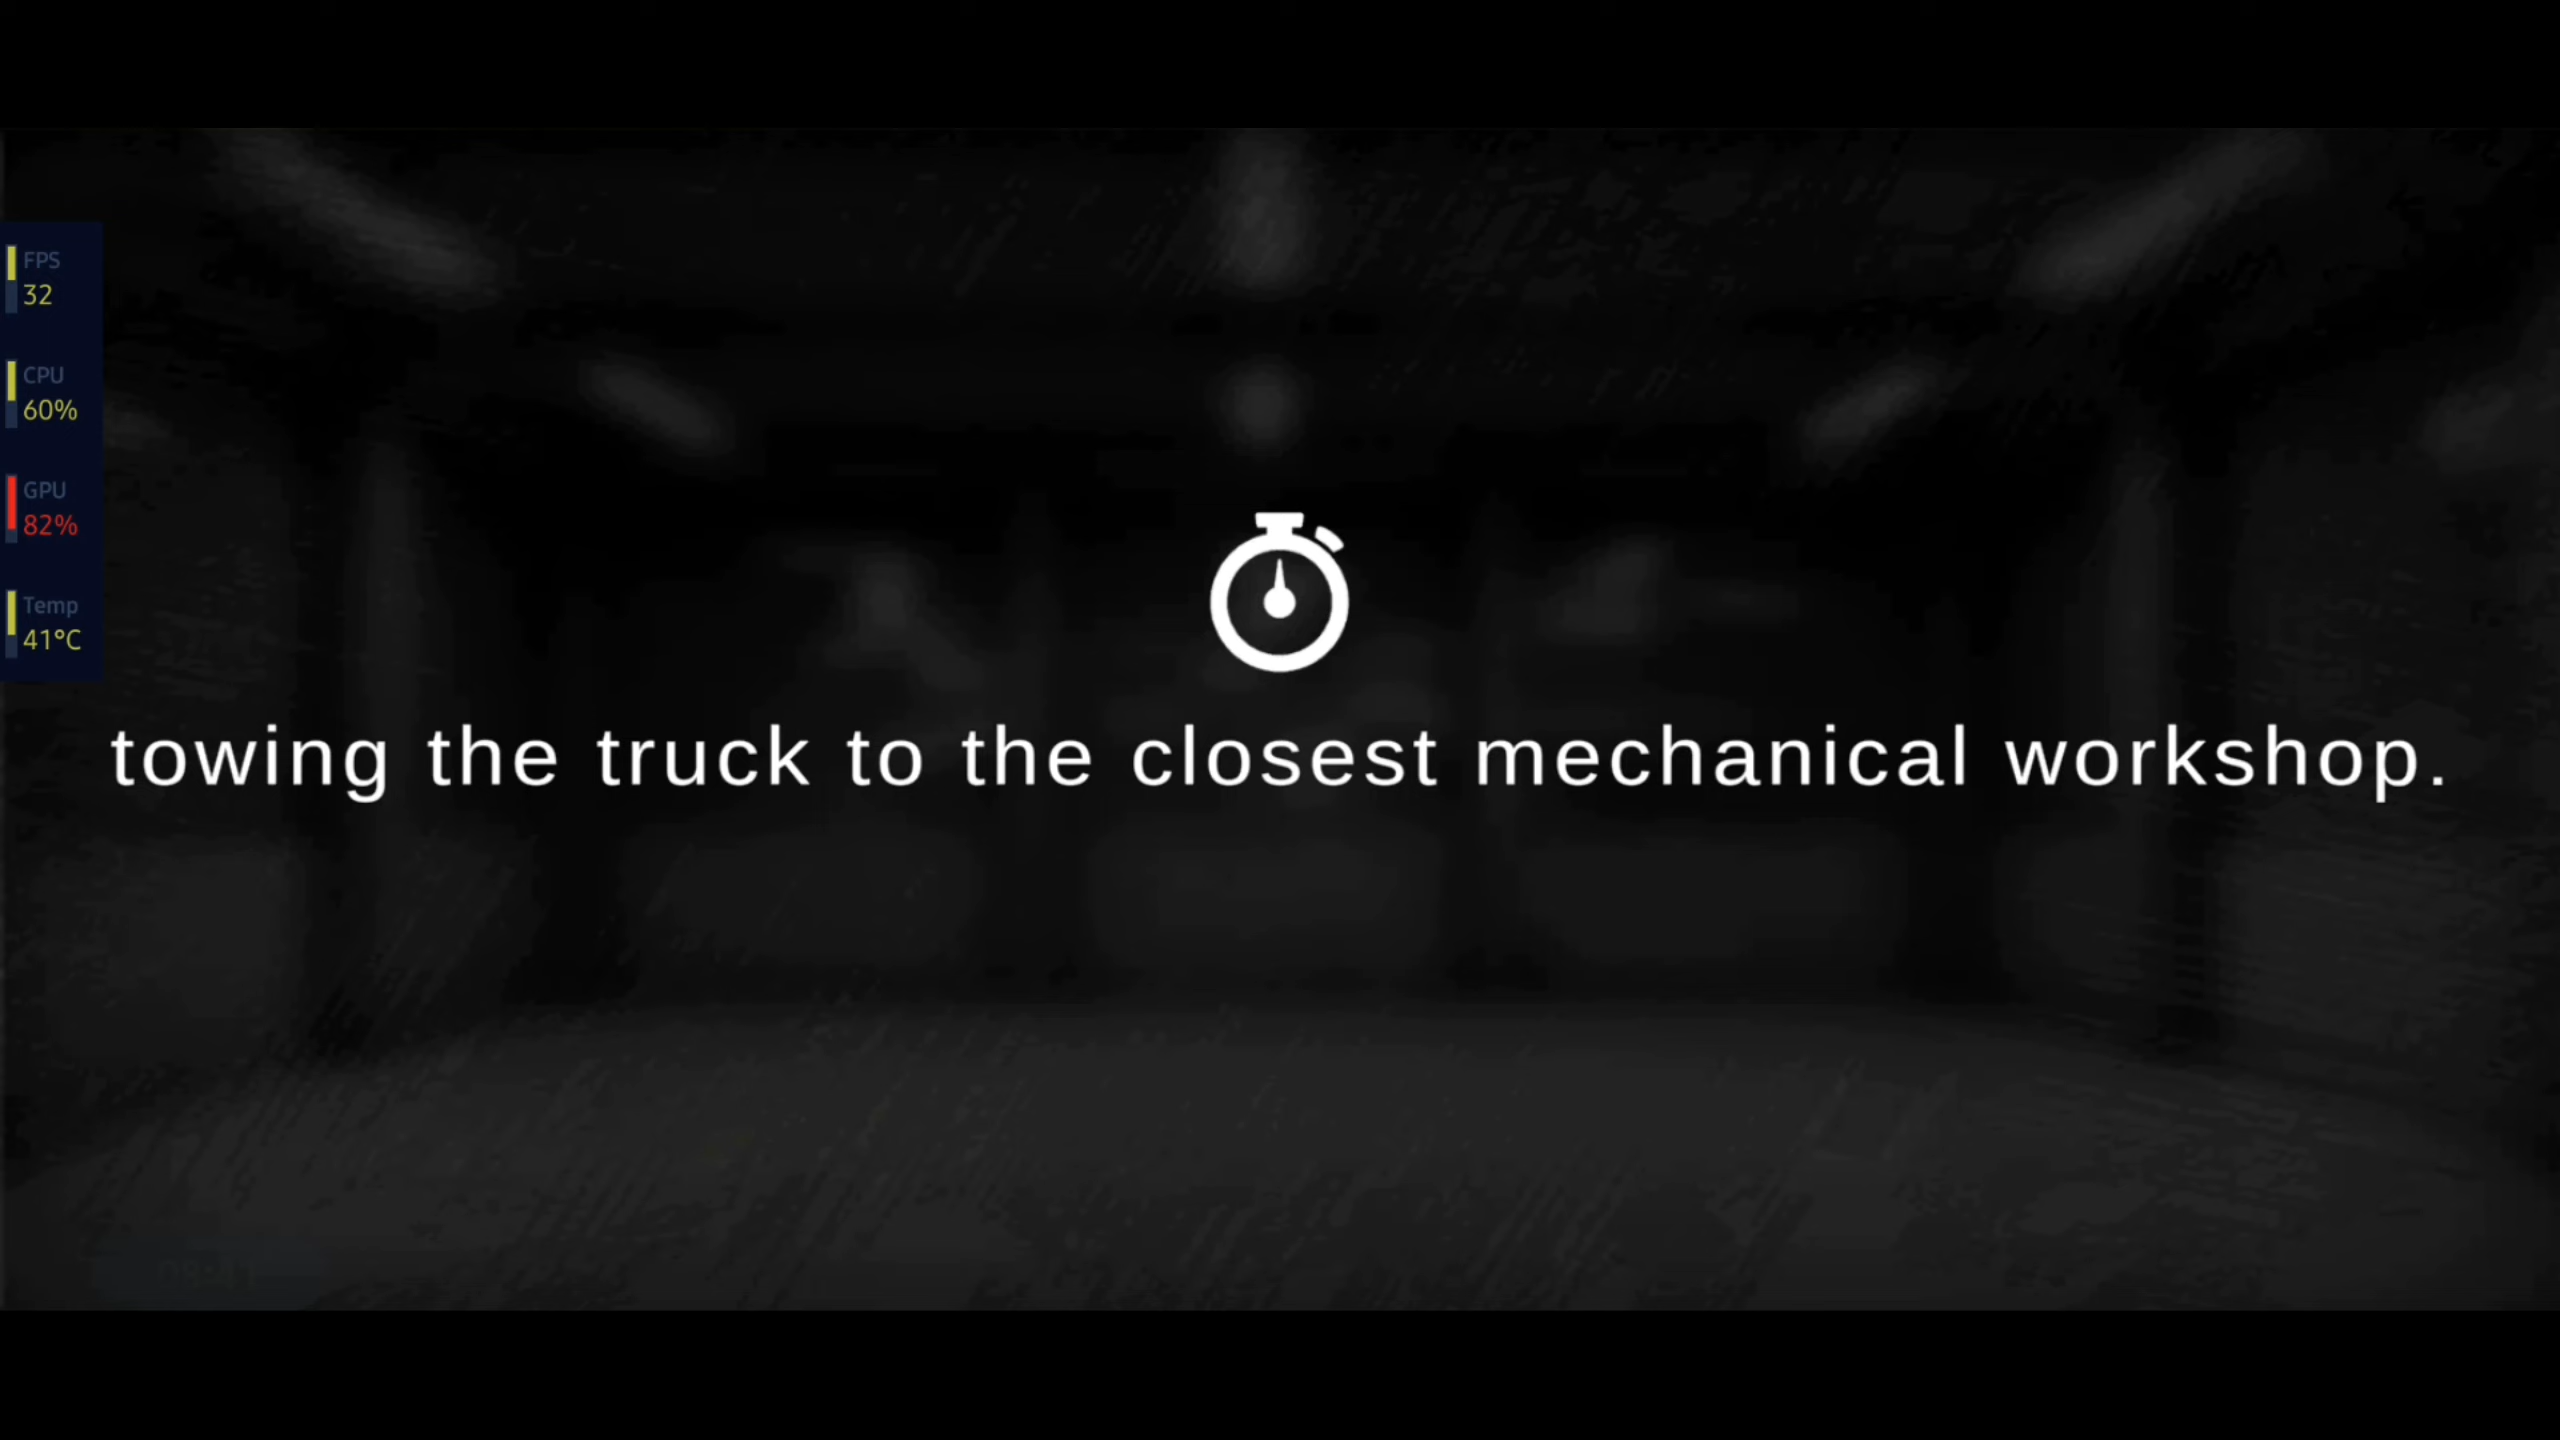 FPS
32
CPU
60%
GPU
82%
Temp
41°C
towing the truck to the closest mechanical workshop.